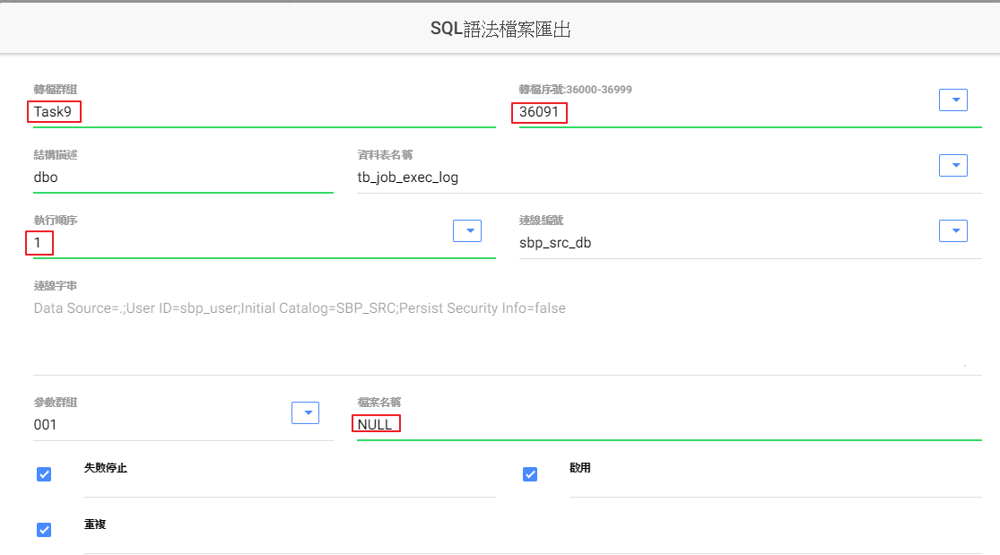 SQL語法檔案匯出
轉檔群組
轉檔序號:36000-36999
Task9
36091
結構描述
資料表名稱
dbo
tb_job_exec_log
執行順序
連線編號
1
sbp_src_db
連線字串
Data Source=.;User ID=sbp_user;Initial Catalog=SBP_SRC;Persist Security Info=false
參數群組
檔案名稱
001
NULL
失敗停止
啟用
重複